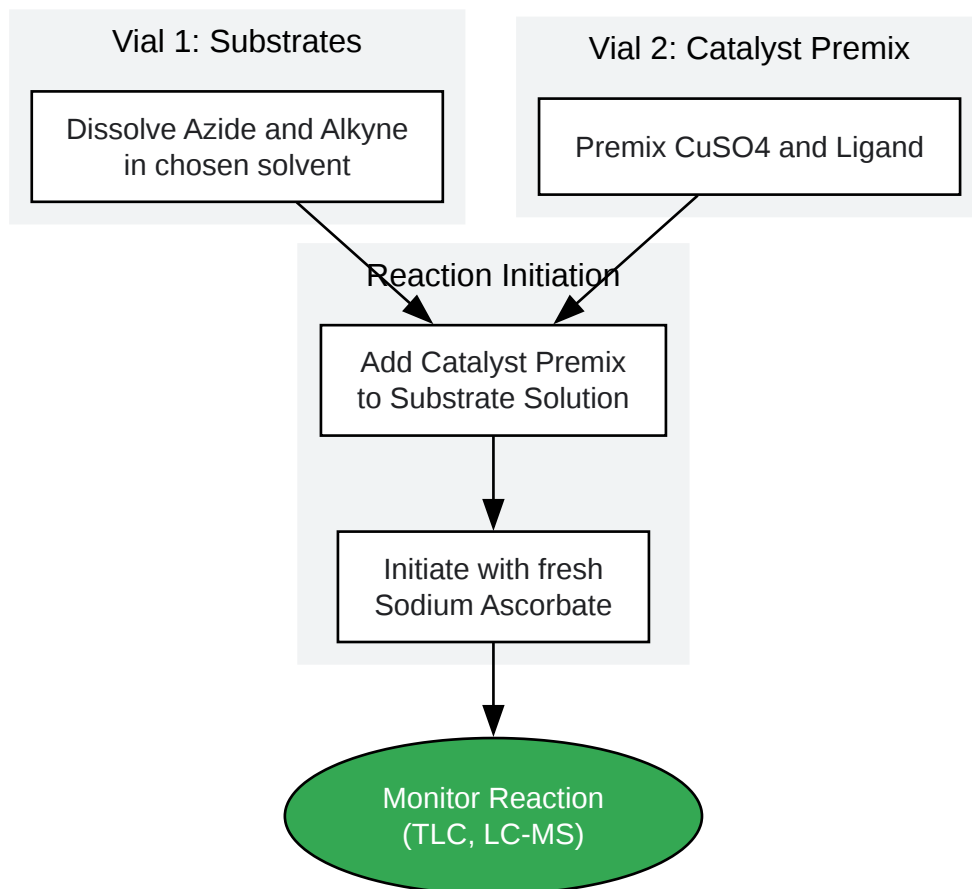 Vial 1: Substrates
Dissolve Azide and Alkyne
in chosen solvent
Vial 2: Catalyst Premix
Premix CuSO4 and Ligand
Reaction Initiation
Add Catalyst Premix
to Substrate Solution
Initiate with fresh
Sodium Ascorbate
Monitor Reaction
(TLC, LC-MS)